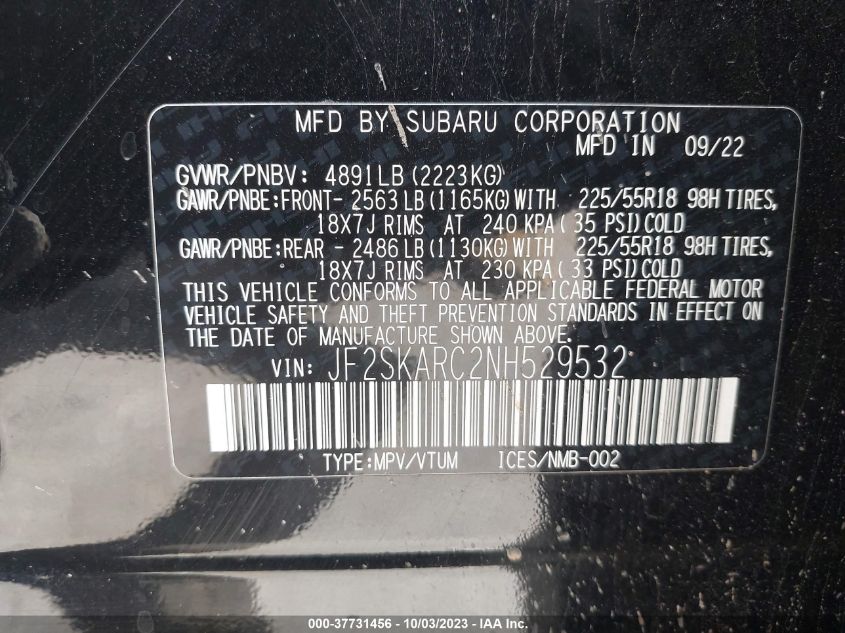 MFD BY SUBARU CORPORATION
MFD IN 09/22
GVWR/PNBV: 4891LB(2223KG)
GAWR/PNBE:FRONT- 2563LB(1165KG)WITH 225/55R18 98H TIRES,
18X7J RIMS AT 240 KPA( 35 PSI)COLD
GAWR/PNBE:REAR - 2486LB(1130KG)WITH 225/55R18 98H TIRES,
18X7J RIMS AT 230 KPA( 33 PSI)COLD
THIS VEHICLE CONFORMS TO ALL APPLICABLE FEDERAL MOTOR
VEHICLE SAFETY AND THEFT PREVENTION STANDARDS IN EFFECT ON
THE DATE OF MANUFACTURE SHOWN ABOVE.
VIN: JF2SKARC2NH529532
TYPE:MPV/VTUM ICES/NMB-002
000-37731456 - 10/03/2023 - Copyright © 2023 IAA, LLC.